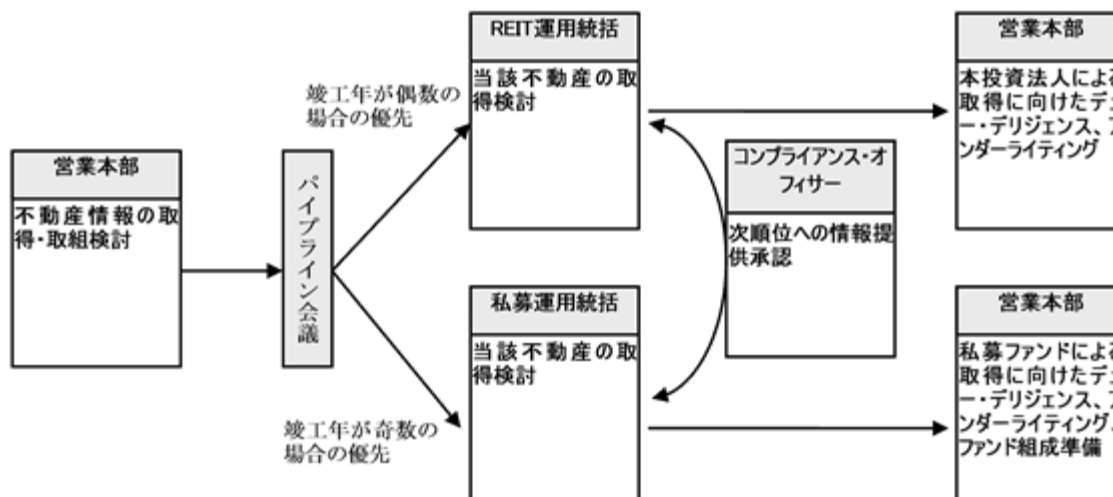 営業本部
不動産情報の取
得・取組検討
パイプライン会議
竣工年が偶数の
場合の優先
竣工年が奇数の
場合の優先
REIT運用統括
当該不動産の取
得検討
私募運用統括
当該不動産の取
得検討
コンプライアンス・オ
フィサー
次順位への情報提
供承認
営業本部
本投資法人によ
取得に向けたデ
ー・デリジェンス、
ンダーライティング
営業本部
私募ファンドによ
取得に向けたデ
ー・デリジェンス、
ンダーライティング、
ファンド組成準備